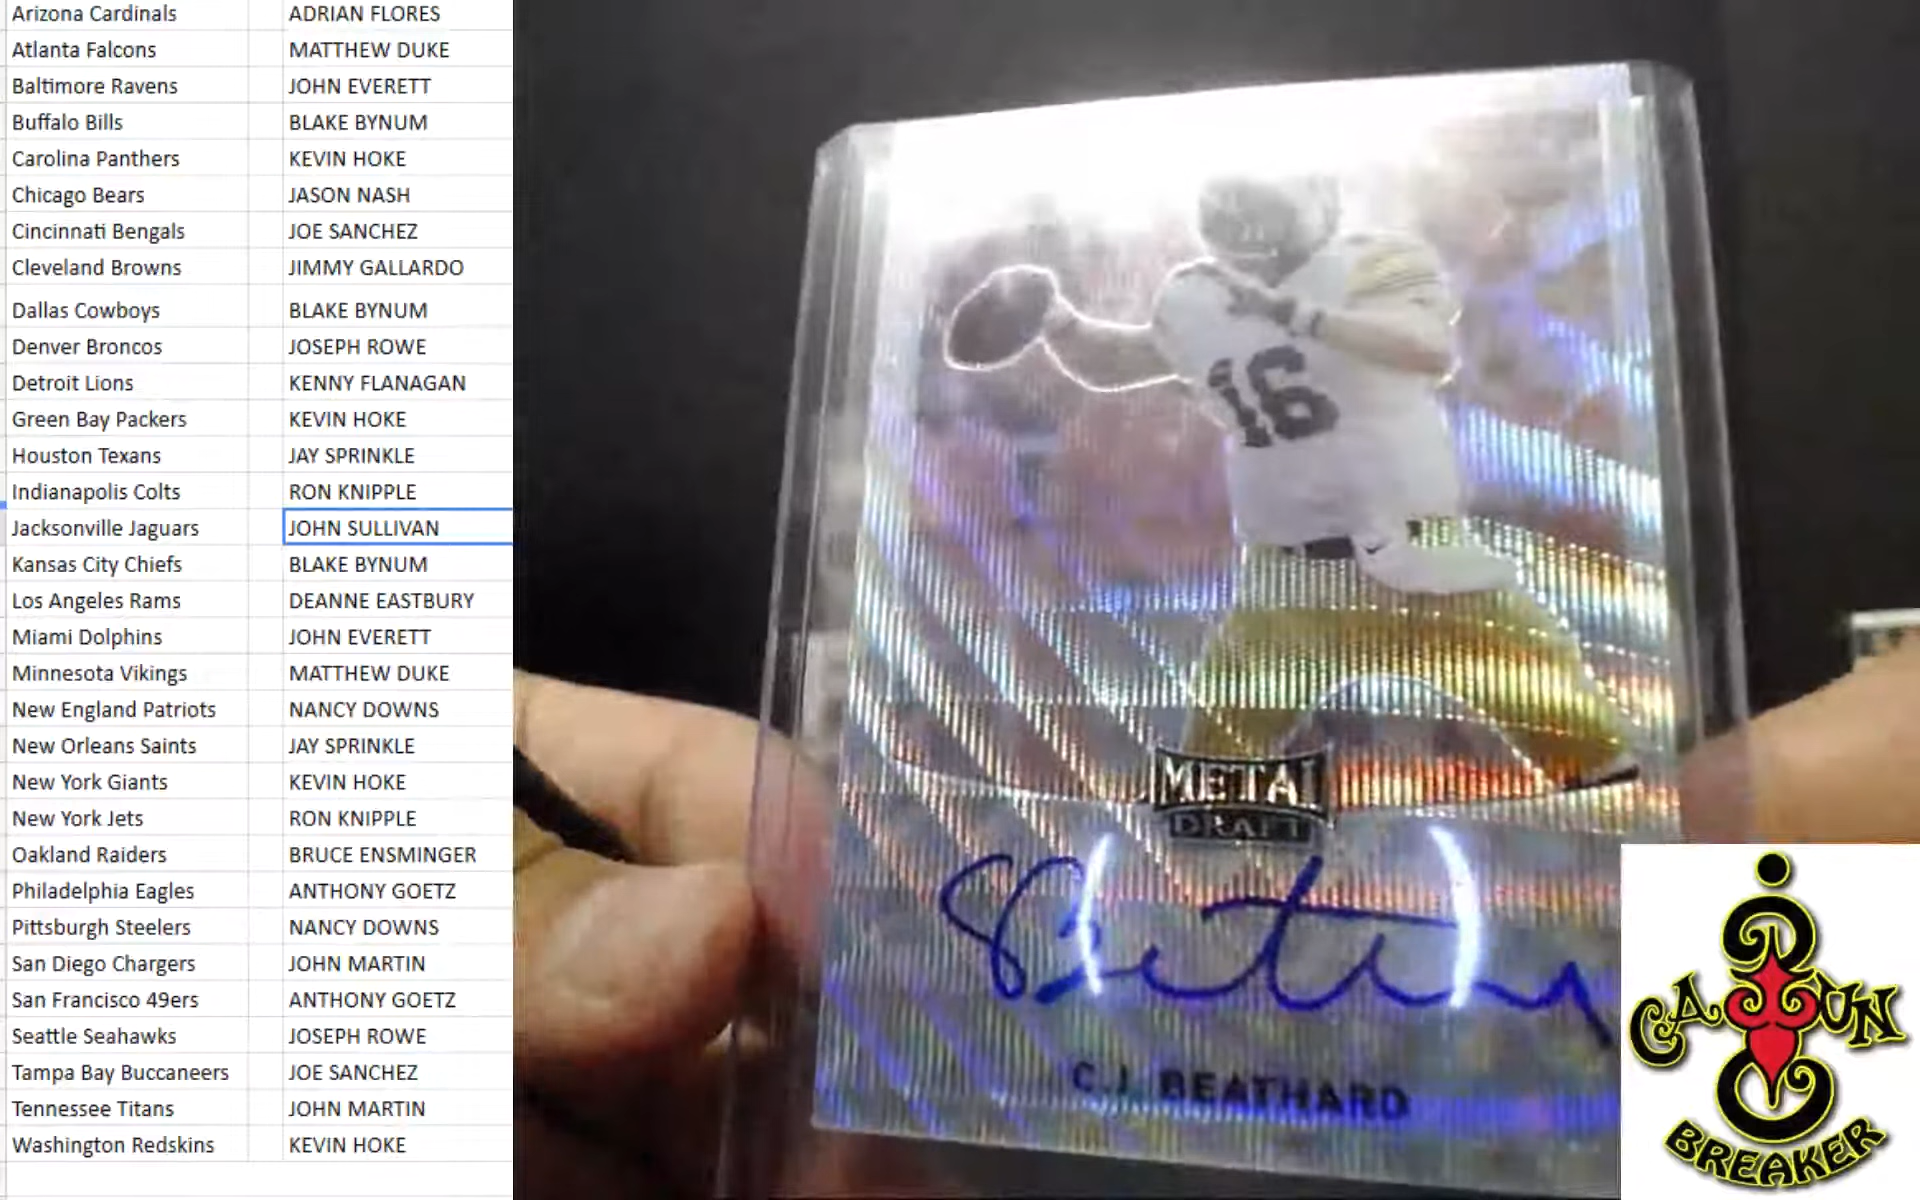 Arizona Cardinals ADRIAN FLORES
Atlanta Falcons MATTHEW DUKE
Baltimore Ravens JOHN EVERETT
Buffalo Bills BLAKE BYNUM
Carolina Panthers KEVIN HOKE
Chicago Bears JASON NASH
Cincinnati Bengals JOE SANCHEZ
Cleveland Browns JIMMY GALLARDO
Dallas Cowboys BLAKE BYNUM
Denver Broncos JOSEPH ROWE
Detroit Lions KENNY FLANAGAN
Green Bay Packers KEVIN HOKE
Houston Texans JAY SPRINKLE
Indianapolis Colts RON KNIPPLE
Jacksonville Jaguars JOHN SULLIVAN
Kansas City Chiefs BLAKE BYNUM
Los Angeles Rams DEANNE EASTBURY
Miami Dolphins JOHN EVERETT
Minnesota Vikings MATTHEW DUKE
New England Patriots NANCY DOWNS
New Orleans Saints JAY SPRINKLE
New York Giants KEVIN HOKE
New York Jets RON KNIPPLE
Oakland Raiders BRUCE ENSMINGER
Philadelphia Eagles ANTHONY GOETZ
Pittsburgh Steelers NANCY DOWNS
San Diego Chargers JOHN MARTIN
San Francisco 49ers ANTHONY GOETZ
Seattle Seahawks JOSEPH ROWE
Tampa Bay Buccaneers JOE SANCHEZ
Tennessee Titans JOHN MARTIN
Washington Redskins KEVIN HOKE
16
METAL
DRAFT
C.J. BEATHARD
CAJUN
BREAKER